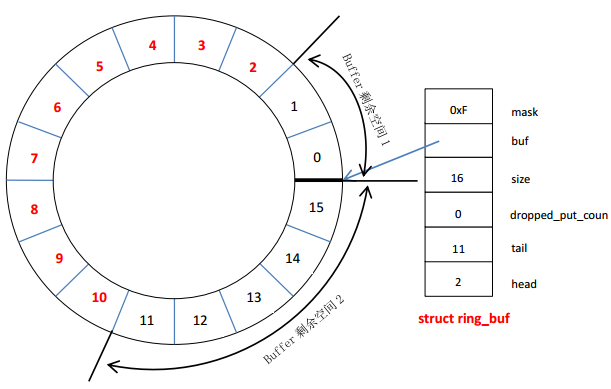 4
3
5
2
6
1
7
0
8
15
9
14
10
13
11
12
Buffer 剩余空间 1
Buffer 剩余空间 2
0xF mask
buf
16 size
0 dropped_put_coun
11 tail
2 head
struct ring_buf